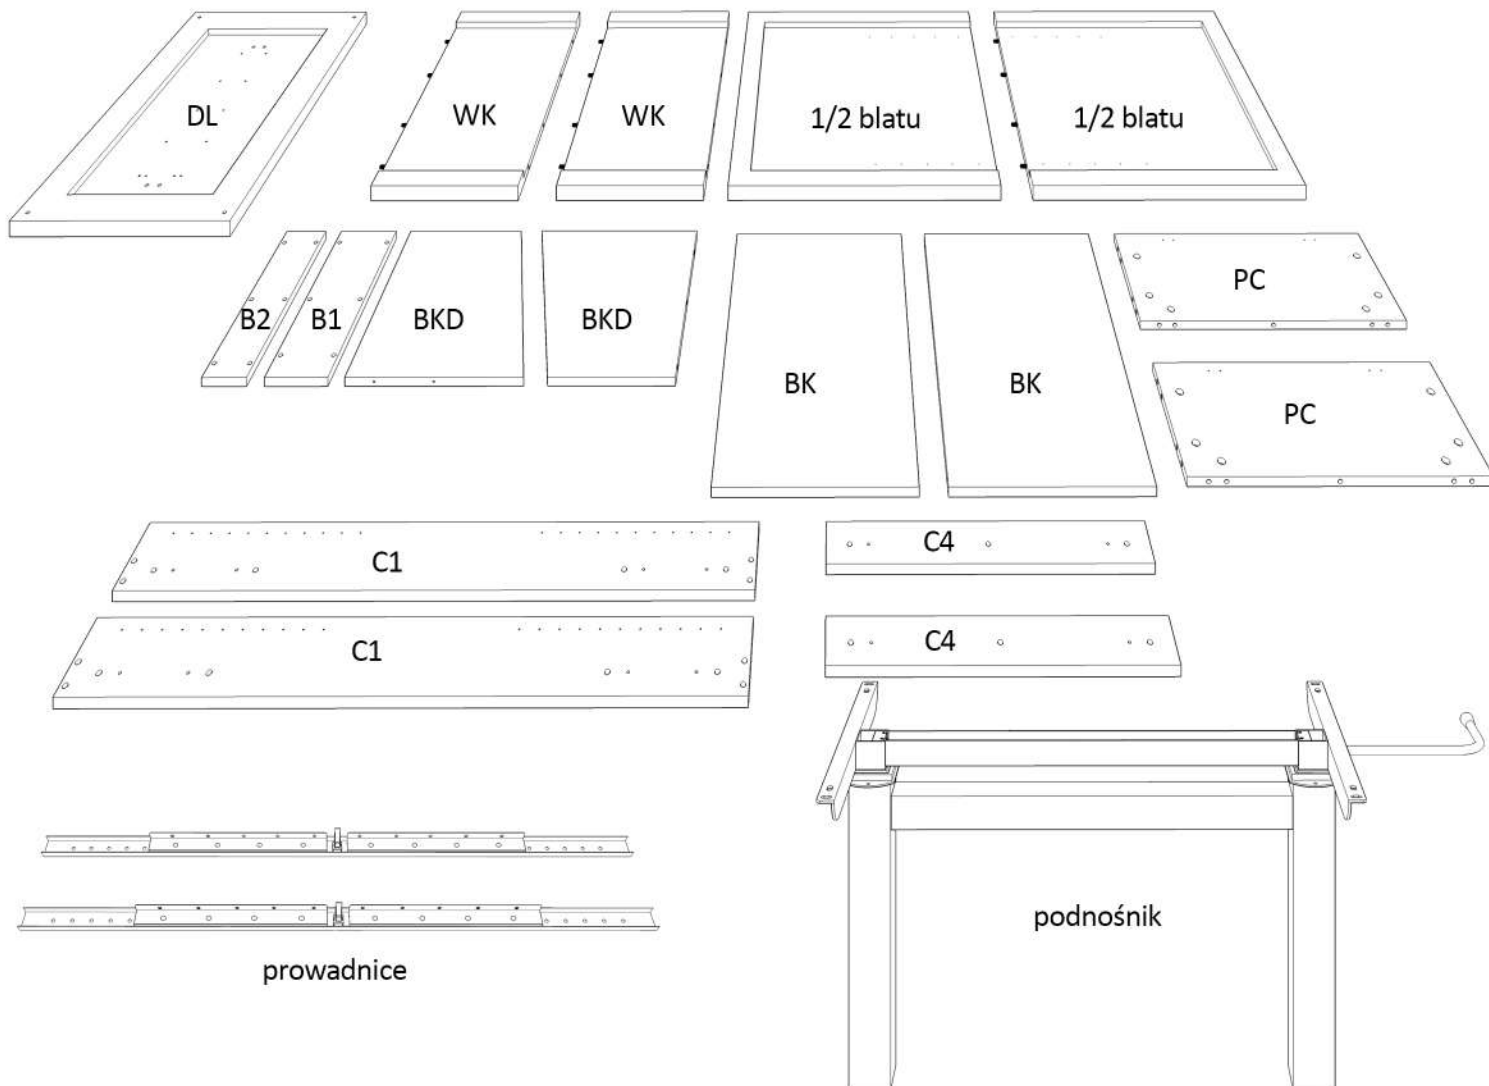 DL
WK
WK
1/2 blatu
1/2 blatu
B2
B1
BKD
BKD
BK
BK
PC
PC
C1
C4
C1
C4
prowadnice
podnośnik